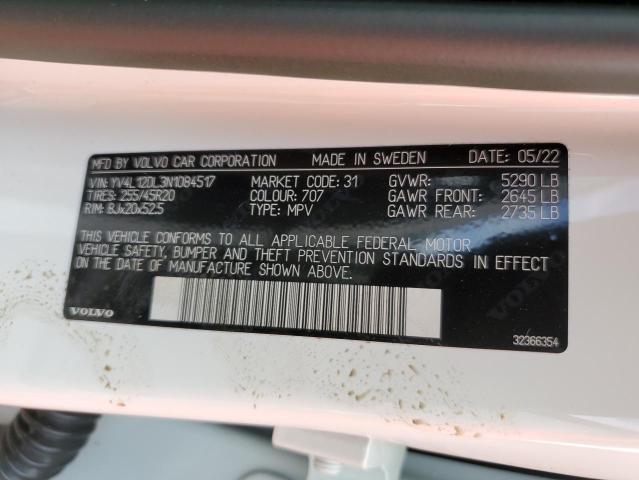 MFD BY VOLVO CAR CORPORATION MADE IN SWEDEN DATE: 05/22
VIN: YV4L12DL3N1084517 MARKET CODE: 31 GVWR: 5290 LB
TIRES: 255/45R20 COLOUR: 707 GAWR FRONT: 2645 LB
RIM: 8Jx20x52.5 TYPE: MPV GAWR REAR: 2735 LB
THIS VEHICLE CONFORMS TO ALL APPLICABLE FEDERAL MOTOR
VEHICLE SAFETY, BUMPER AND THEFT PREVENTION STANDARDS IN EFFECT
ON THE DATE OF MANUFACTURE SHOWN ABOVE.
VOLVO 32366354